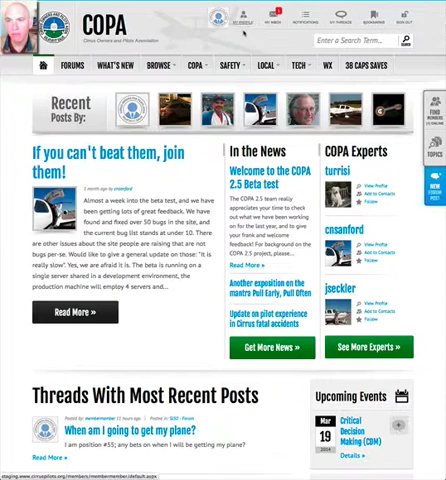 COPA
Cirrus Owners and Pilots Association
MY PROFILE
MY INBOX
NOTIFICATIONS
MY THREADS
BOOKMARKS
SIGN OUT
Enter a Search Term...
SEARCH
FORUMS WHAT'S NEW BROWSE COPA SAFETY LOCAL TECH WX 38 CAPS SAVES
Recent
Posts By:
FIND
MEMBERS
TOPICS
NEW
FORUM
POST
If you can't beat them, join
them!
1 month ago by cnsanford
Almost a week into the beta test, and we have
been getting lots of great feedback. We have
found and fixed over 50 bugs in the site, and
the current bug list stands at under 10. There
are other issues about the site people are raising that are not
bugs per-se. Would like to give a general update on those: "It is
really slow". Yes, we are afraid it is. The beta is running on a
single server shared in a development environment, the
production machine will employ 4 servers and...
Read More »
In the News
Welcome to the COPA
2.5 Beta test
The COPA 2.5 team really
appreciates your time to check
out what we have been working
on for the last year, and to give
your frank and welcome
feedback! For background on the
COPA 2.5 project, please...
Read More »
Another exposition on the
mantra Pull Early, Pull Often
Update on pilot experience
in Cirrus fatal accidents
Get More News »
COPA Experts
turrisi
View Profile
Add to Contacts
Follow
cnsanford
View Profile
Add to Contacts
Follow
jseckler
View Profile
Add to Contacts
Follow
See More Experts »
Threads With Most Recent Posts
Posted by: membermember 11 hours ago | Posted in: SJ50 - Forum
When am I going to get my plane?
I am position #55; any bets on when I will be getting my plane?
Read More »
Upcoming Events
Mar
19
2014
Critical
Decision
Making (CDM)
Details »
staging.www.cirruspilots.org/members/membermember/default.aspx